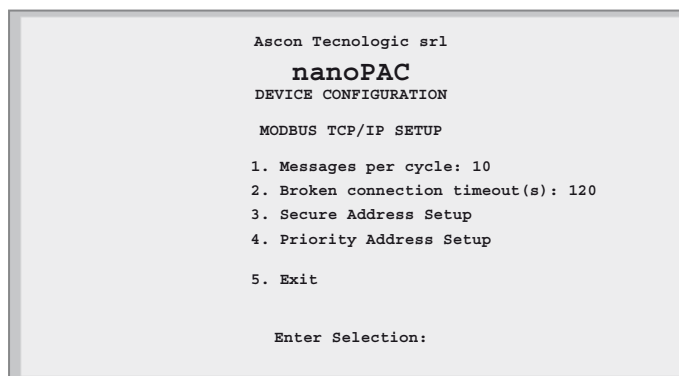 Ascon Tecnologic srl
nanoPAC
DEVICE CONFIGURATION
MODBUS TCP/IP SETUP
1. Messages per cycle: 10
2. Broken connection timeout(s): 120
3. Secure Address Setup
4. Priority Address Setup
5. Exit
Enter Selection: